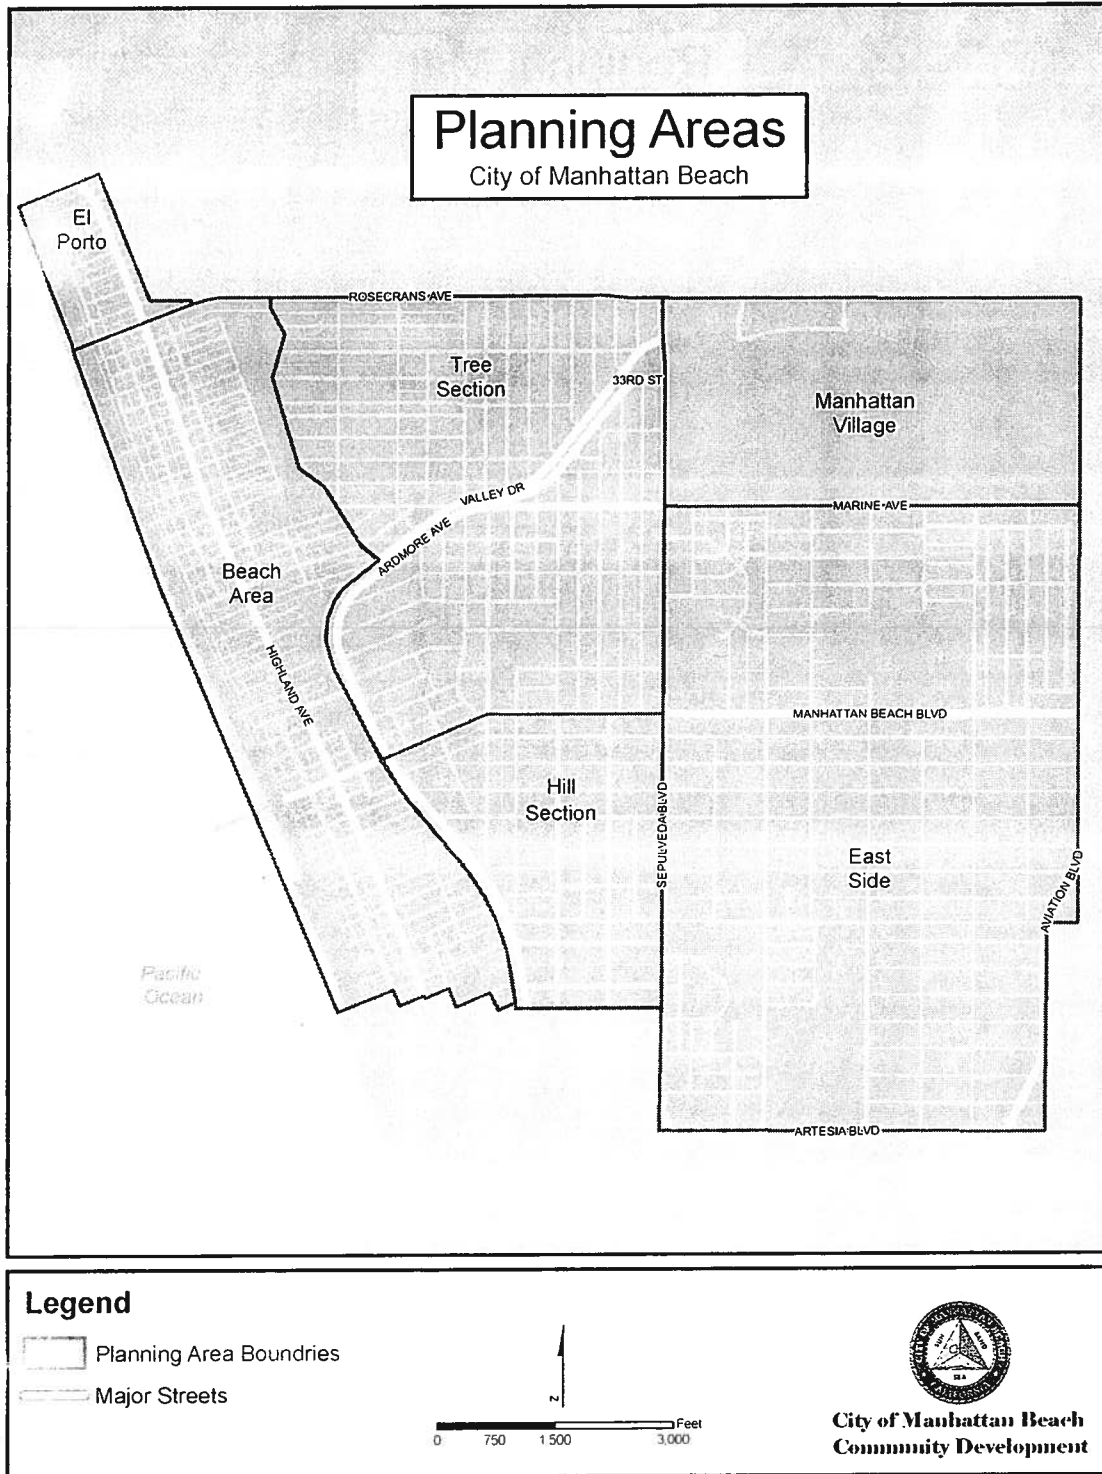 Planning Areas
City of Manhattan Beach
El
Porto
ROSECRANS AVE
Tree
Section
33RD ST
Manhattan
Village
VALLEY DR
MARINE AVE
ARDMORE AVE
Beach
Area
HIGHLAND AVE
MANHATTAN BEACH BLVD
Hill
Section
SEPULVEDA BLVD
East
Side
AVIATION BLVD
Pacific
Ocean
ARTESIA BLVD
Legend
Planning Area Boundries
Major Streets
N
0 750 1 500 3,000 Feet
SUN
SAND
SEA
City of Manhattan Beach
Community Development